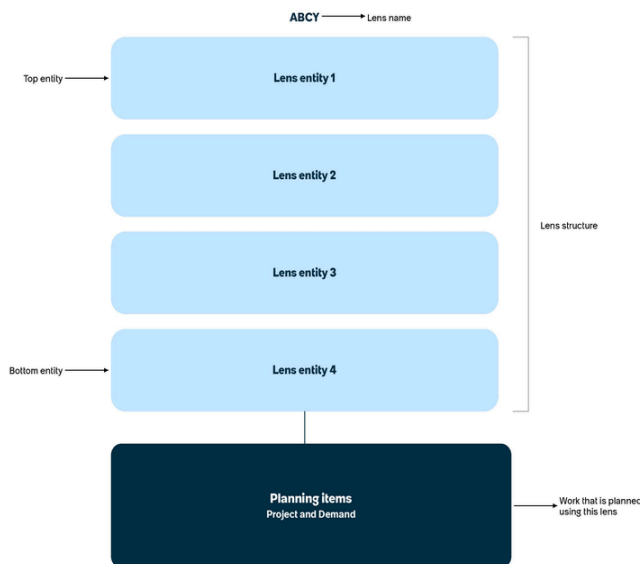 ABCY
Lens name
Top entity
Lens entity 1
Lens entity 2
Lens structure
Lens entity 3
Bottom entity
Lens entity 4
Planning items
Project and Demand
Work that is planned
using this lens